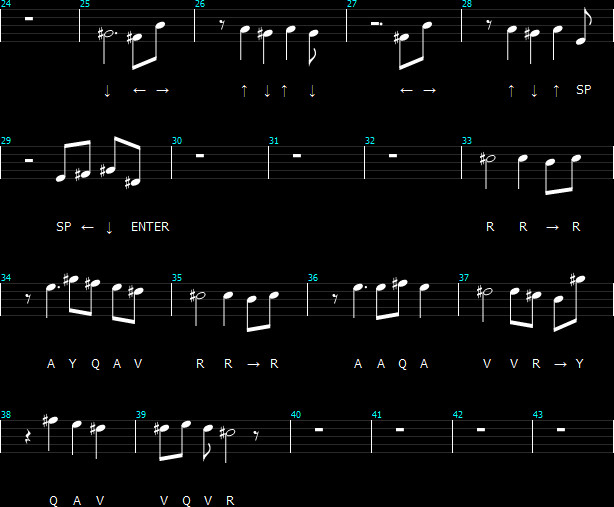 24 25 26 27 28
↓ ← → ↑ ↓ ↑ ↓ ← → ↑ ↓ ↑ SP
29 30 31 32 33
SP ← ↓ ENTER R R → R
34 35 36 37
A Y Q A V R R → R A A Q A V V R → Y
38 39 40 41 42 43
Q A V V Q V R